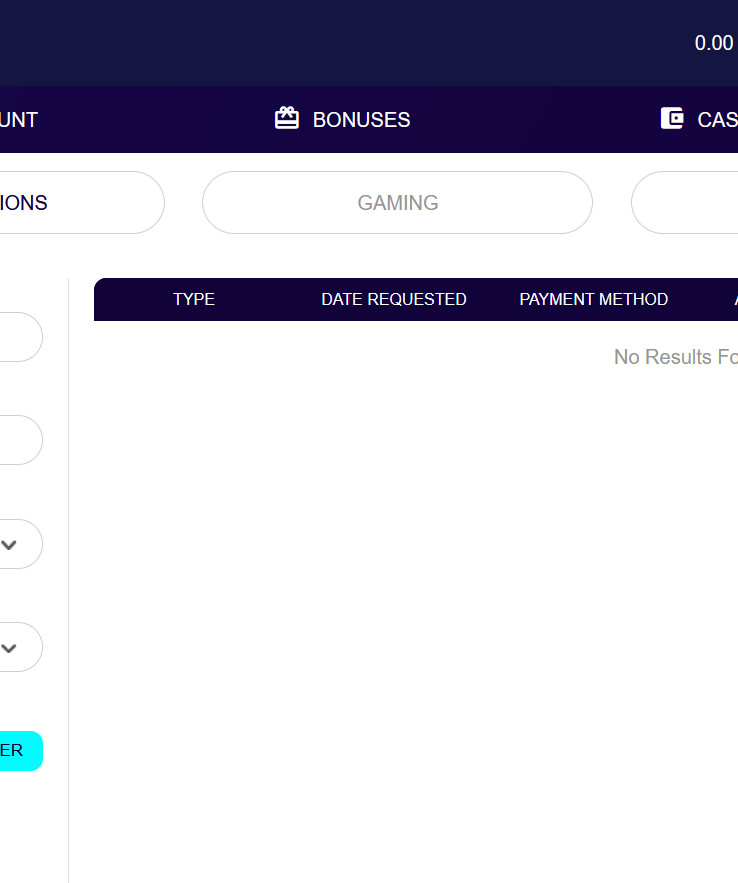 0.00
UNT BONUSES CAS
IONS GAMING
TYPE DATE REQUESTED PAYMENT METHOD A
No Results Fo
ER